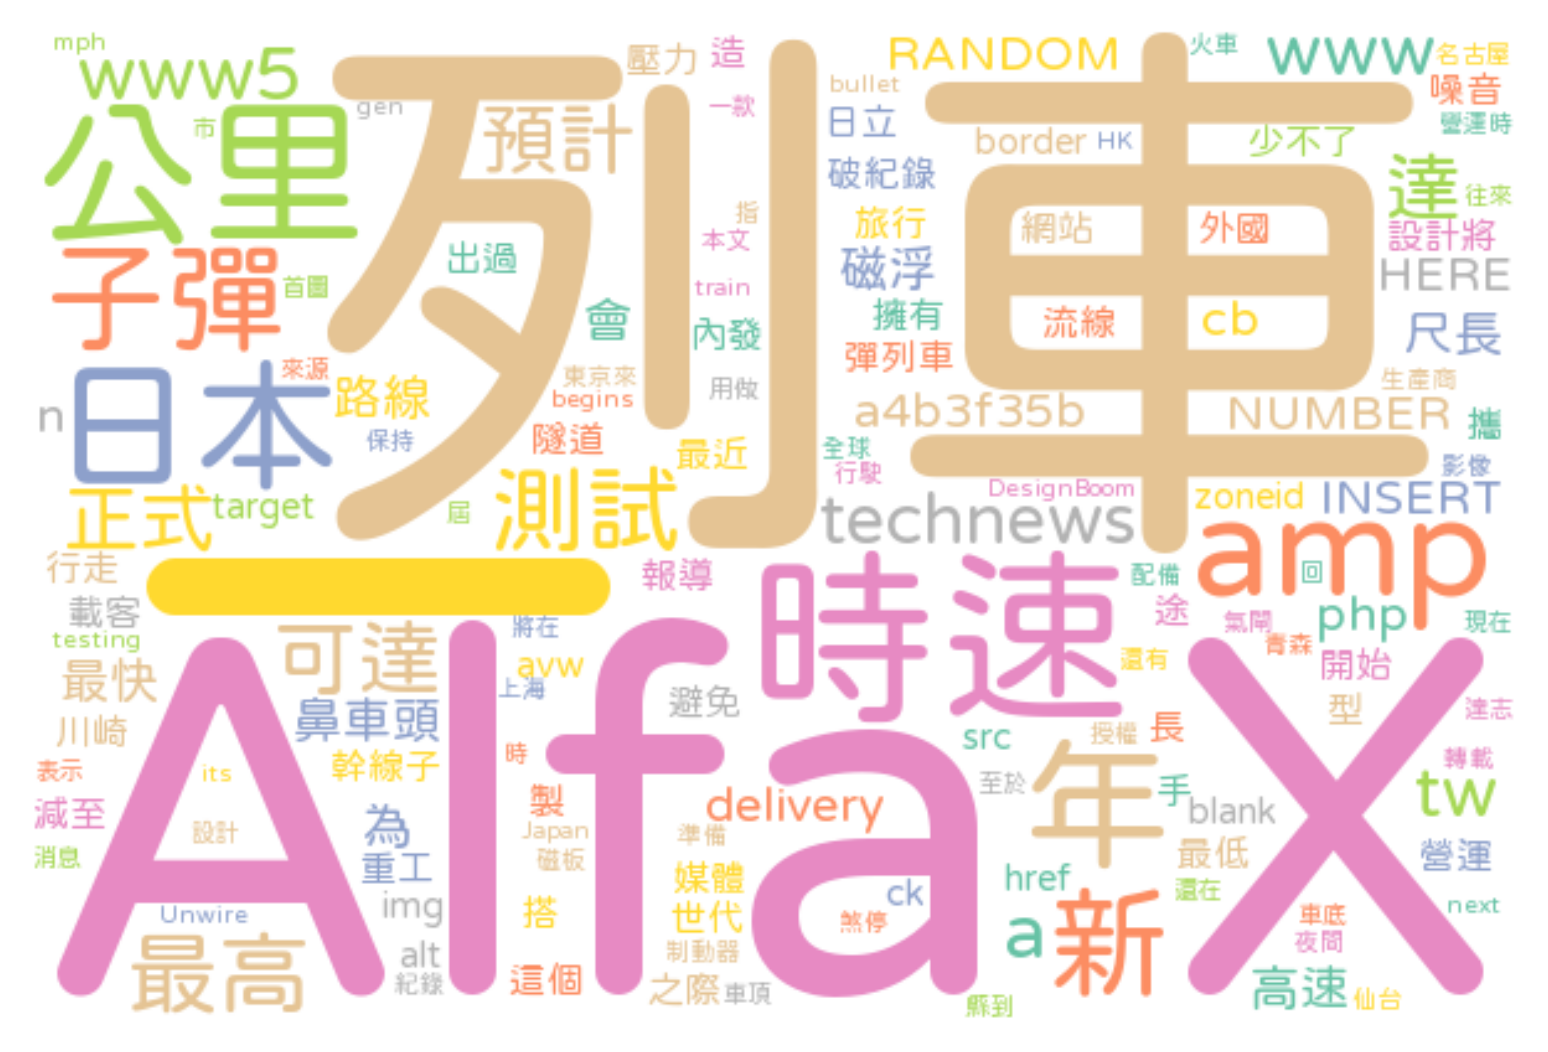 mph
www5
公里
市
gen
列車
預計
壓力
造
一款
RANDOM
火車
www
名古屋
噪音
營運時
bullet
日立
border
HK
少不了
破紀錄
達
往來
指
本文
旅行
網站
外國
設計將
子彈
首圖
出過
會
train
內發
磁浮
擁有
流線
cb
HERE
尺長
彈列車
日本
來源
n
路線
保持
東京來
begins
用做
隧道
最近
a4b3f35b
NUMBER
生產商
攜
全球
行駛
影像
DesignBoom
正式
target
屆
測試
technews
zoneid
INSERT
amp
行走
一
報導
時速
配備
回
載客
testing
將在
途
氣閘
php
現在
Alfa
X
可達
avw
上海
還有
青森
開始
最快
鼻車頭
避免
川崎
src
授權
長
型
達志
表示
its
幹線子
時
至於
年
手
轉載
tw
減至
設計
為
製
Japan
delivery
準備
blank
消息
重工
磁板
媒體
最低
營運
img
Unwire
搭
世代
ck
煞停
href
還在
next
a
新
車底
夜間
最高
alt
紀錄
這個
制動器
之際
車頂
縣到
高速
仙台